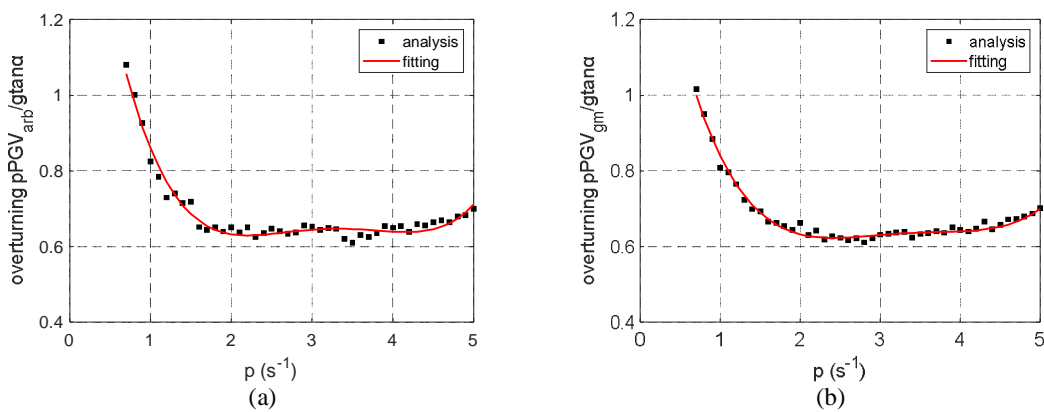 1.2
1
0.8
0.6
0.4
0 1 2 3 4 5
overturning pPGV_arb/gtanα
p (s⁻¹)
analysis
fitting
(a)
1.2
1
0.8
0.6
0.4
0 1 2 3 4 5
overturning pPGV_gm/gtanα
p (s⁻¹)
analysis
fitting
(b)